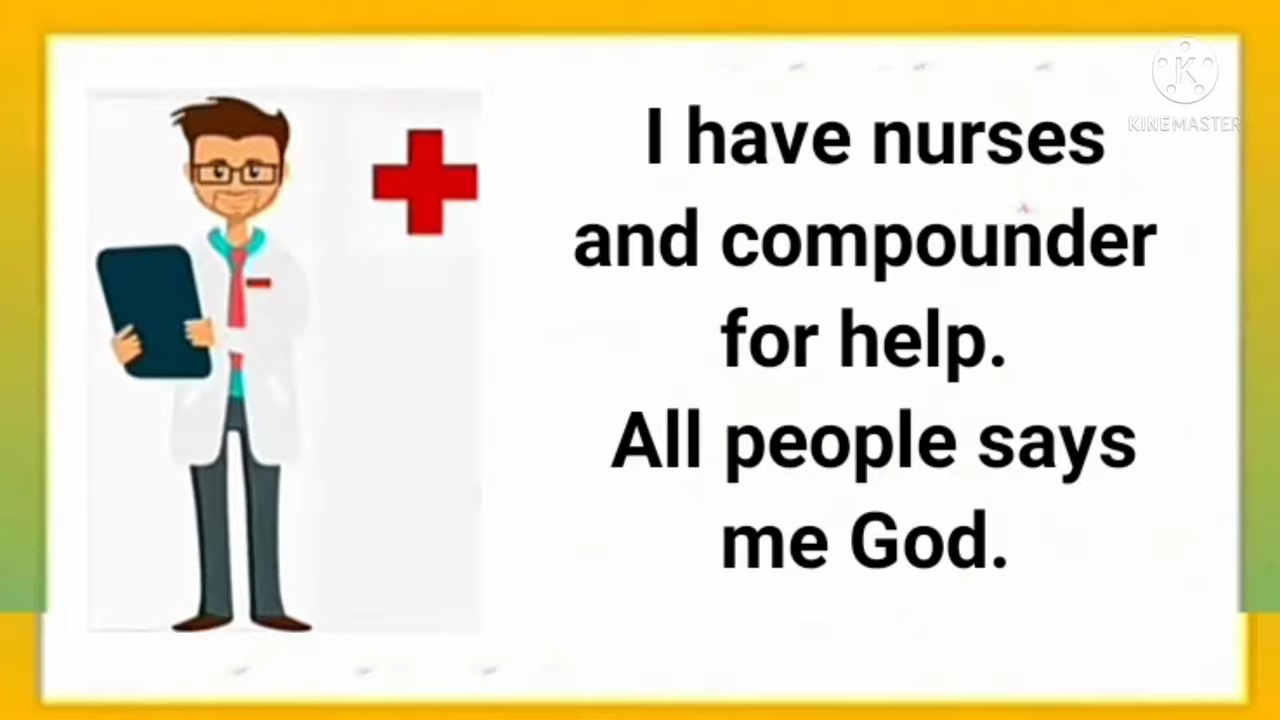 I have nurses
and compounder
for help.
All people says
me God.
K
KINEMASTER